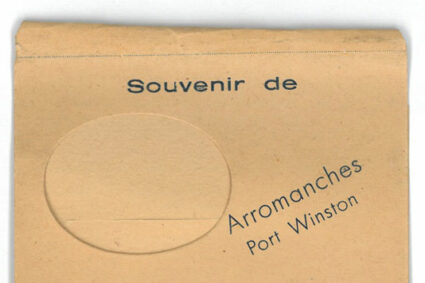 Souvenir de
Arromanches
Port Winston